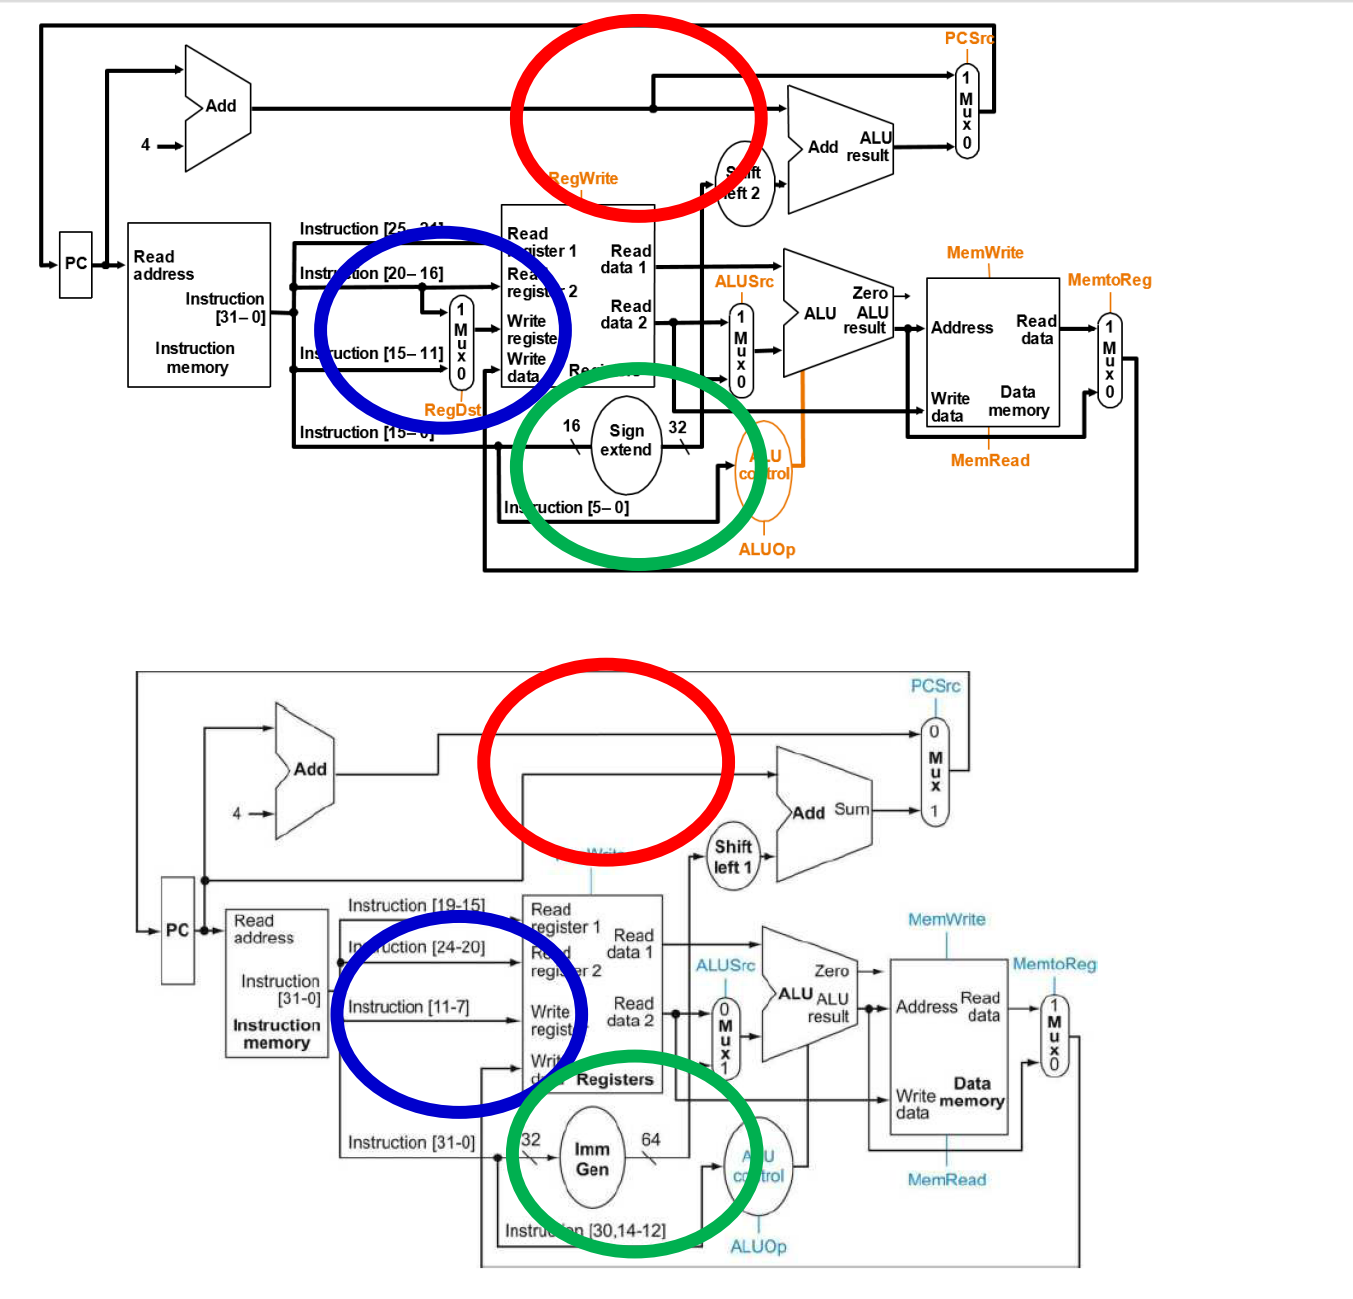 PCSrc
1
M
u
x
0
Add
4
ALU
Add
result
Shift
left 2
RegWrite
Instruction [25–21]
Read
register 1
Read
data 1
PC
Read
address
Instruction [20–16]
Read
register 2
Instruction
[31–0]
Instruction
memory
1
M
u
x
0
Write
register
Read
data 2
Instruction [15–11]
Write
data
Registers
RegDst
ALUSrc
1
M
u
x
0
Zero
ALU
ALU
result
MemWrite
Address
Read
data
Write
data
Data
memory
MemRead
MemtoReg
1
M
u
x
0
Instruction [15–0]
16
Sign
extend
32
ALU
control
Instruction [5–0]
ALUOp
PCSrc
0
M
u
x
1
Add
4
Add
Sum
Shift
left 1
PC
Read
address
Instruction
[31-0]
Instruction
memory
Instruction [19-15]
Read
register 1
Read
data 1
Instruction [24-20]
Read
register 2
Instruction [11-7]
Write
register
Read
data 2
Write
data
Registers
ALUSrc
0
M
u
x
1
Zero
ALU
ALU
result
MemWrite
Address
Read
data
Write
data
Data
memory
MemRead
MemtoReg
1
M
u
x
0
Instruction [31-0]
32
Imm
Gen
64
ALU
control
Instruction [30,14-12]
ALUOp